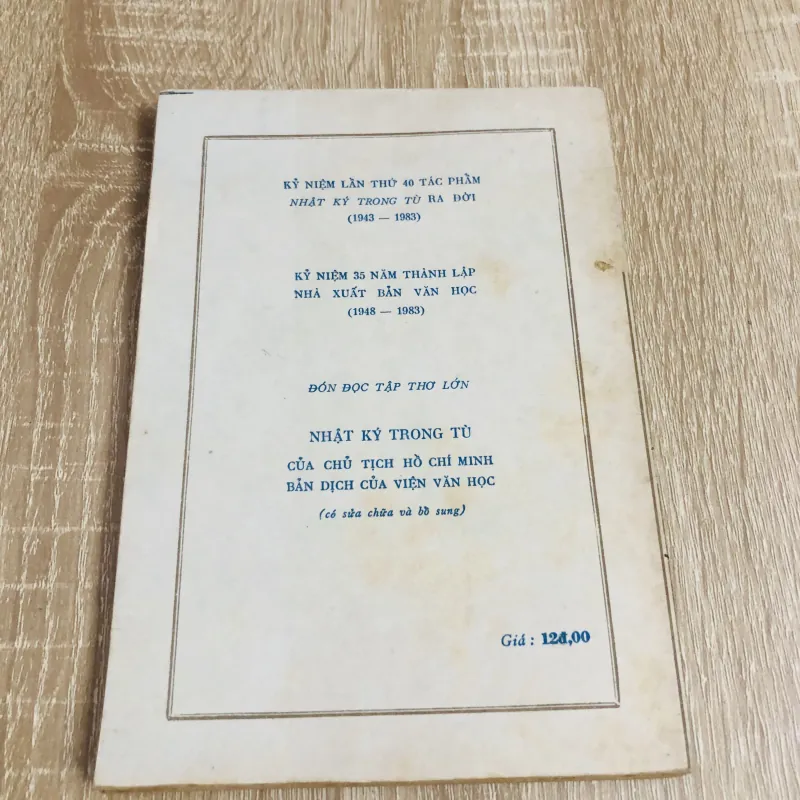 KỶ NIỆM LẦN THỨ 40 TÁC PHẨM
NHẬT KÝ TRONG TÙ RA ĐỜI
(1943 — 1983)
KỶ NIỆM 35 NĂM THÀNH LẬP
NHÀ XUẤT BẢN VĂN HỌC
(1948 — 1983)
ĐÓN ĐỌC TẬP THƠ LỚN
NHẬT KÝ TRONG TÙ
CỦA CHỦ TỊCH HỒ CHÍ MINH
BẢN DỊCH CỦA VIỆN VĂN HỌC
(có sửa chữa và bổ sung)
Giá : 12đ,00